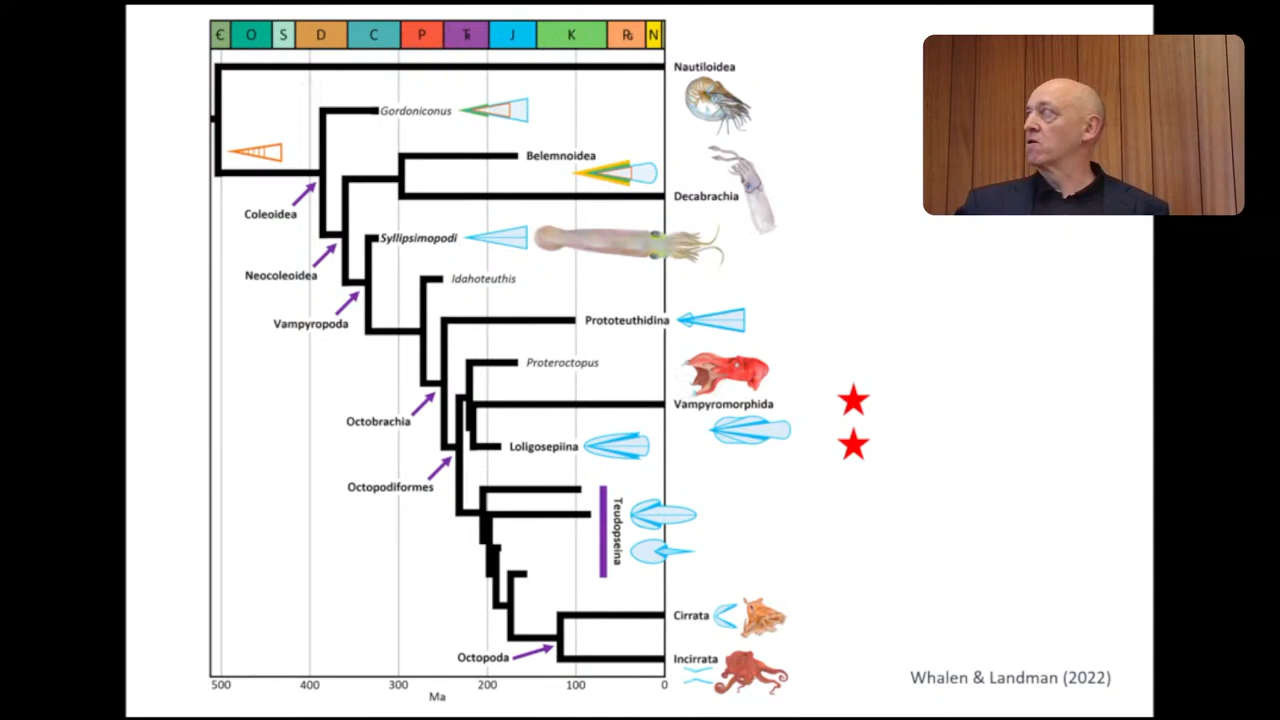 Є O S D C P Ƭ J K N
Nautiloidea
Gordoniconus
Belemnoidea
Decabrachia
Coleoidea
Syllipsimopodi
Neocoleoidea
Idahoteuthis
Vampyropoda
Prototeuthidina
Proteroctopus
Vampyromorphida
Octobrachia
Loligosepiina
Octopodiformes
Teudopseina
Cirrata
Octopoda
Incirrata
500 400 300 200 100 0
Ma
Whalen & Landman (2022)